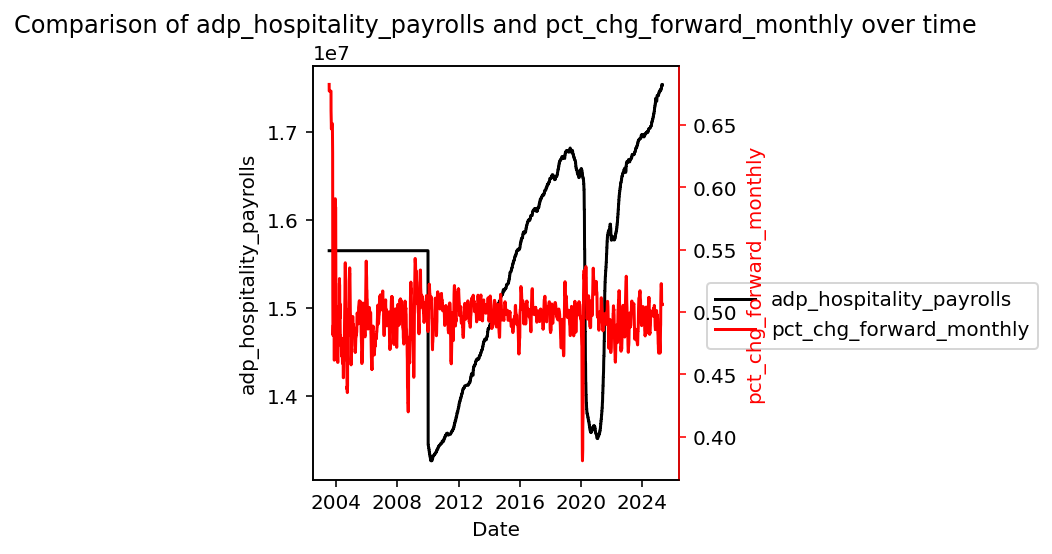 Comparison of adp_hospitality_payrolls and pct_chg_forward_monthly over time
1e7
1.7
1.6
1.5
1.4
adp_hospitality_payrolls
0.65
0.60
0.55
0.50
0.45
0.40
pct_chg_forward_monthly
adp_hospitality_payrolls
pct_chg_forward_monthly
2004 2008 2012 2016 2020 2024
Date